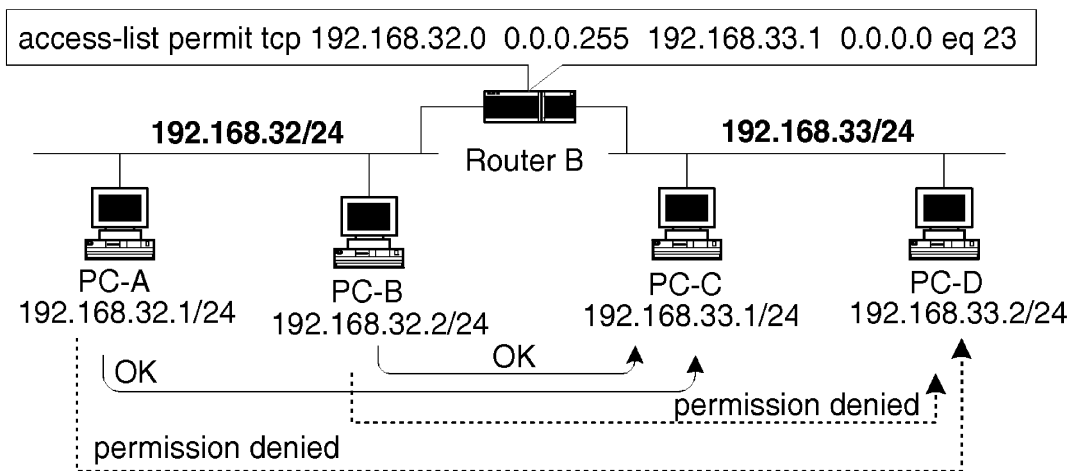 access-list permit tcp 192.168.32.0 0.0.0.255 192.168.33.1 0.0.0.0 eq 23
192.168.32/24
192.168.33/24
Router B
PC-A
192.168.32.1/24
PC-B
192.168.32.2/24
PC-C
192.168.33.1/24
PC-D
192.168.33.2/24
OK
OK
permission denied
permission denied